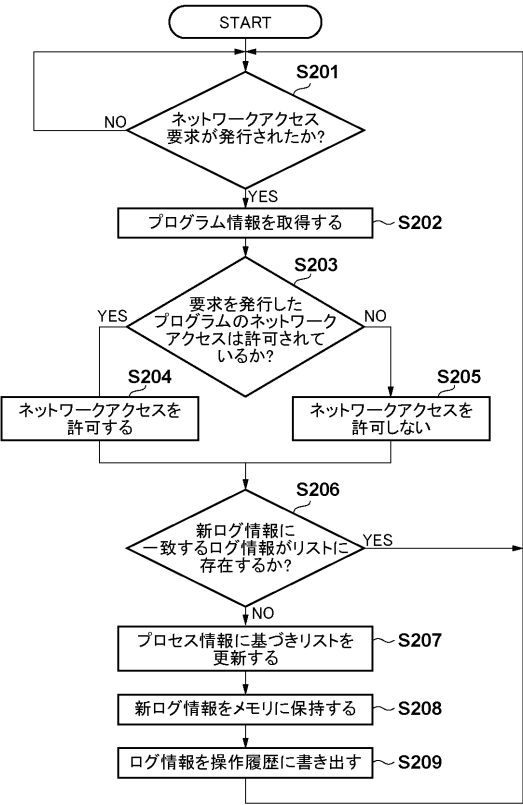 START
S201
ネットワークアクセス
要求が発行されたか?
NO
YES
プログラム情報を取得する
S202
S203
要求を発行した
プログラムのネットワーク
アクセスは許可されて
いるか?
YES
NO
S204
ネットワークアクセスを
許可する
S205
ネットワークアクセスを
許可しない
S206
新ログ情報に
一致するログ情報がリストに
存在するか?
YES
NO
プロセス情報に基づきリストを
更新する
S207
新ログ情報をメモリに保持する
S208
ログ情報を操作履歴に書き出す
S209